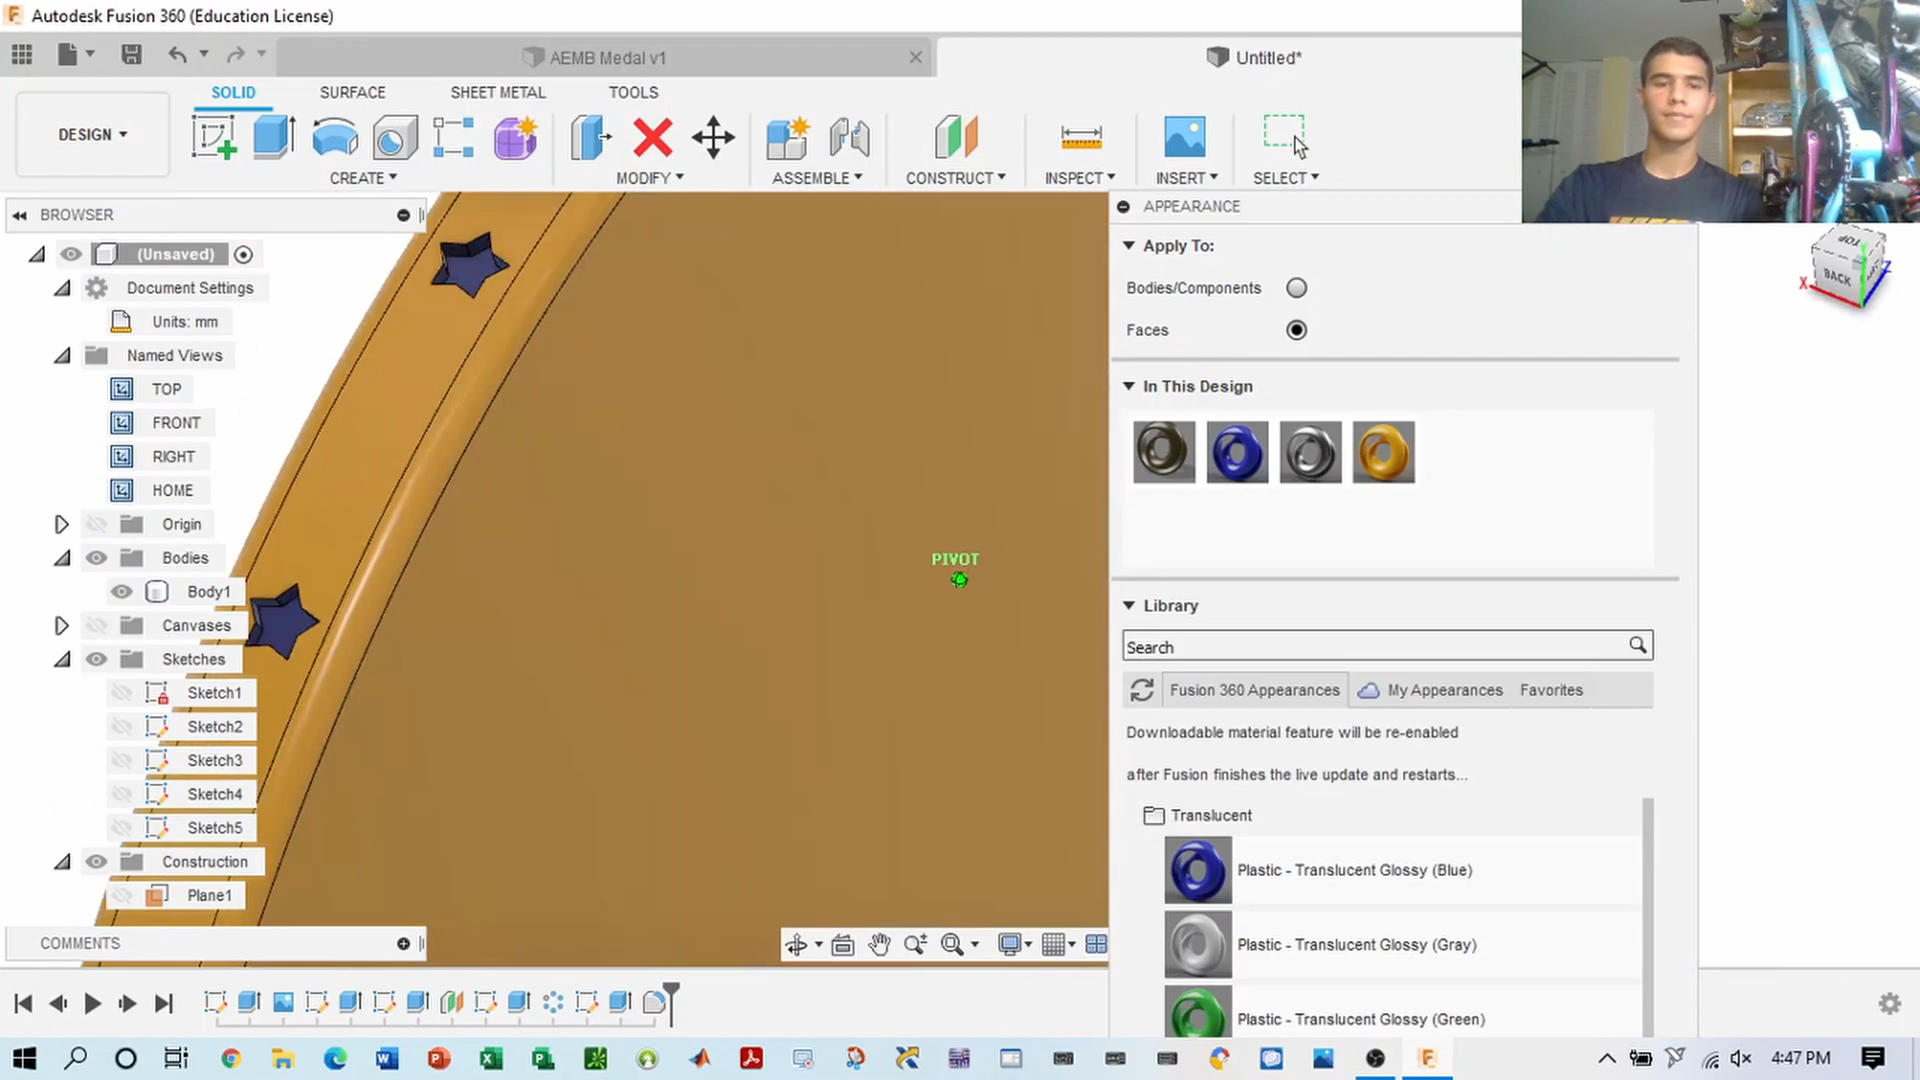 Autodesk Fusion 360 (Education License)
AEMB Medal v1
Untitled*
SOLID
SURFACE
SHEET METAL
TOOLS
DESIGN
CREATE
MODIFY
ASSEMBLE
CONSTRUCT
INSPECT
INSERT
SELECT
BROWSER
(Unsaved)
Document Settings
Units: mm
Named Views
TOP
FRONT
RIGHT
HOME
Origin
Bodies
Body1
Canvases
Sketches
Sketch1
Sketch2
Sketch3
Sketch4
Sketch5
Construction
Plane1
COMMENTS
PIVOT
APPEARANCE
Apply To:
Bodies/Components
Faces
In This Design
Library
Search
Fusion 360 Appearances
My Appearances
Favorites
Downloadable material feature will be re-enabled
after Fusion finishes the live update and restarts...
Translucent
Plastic - Translucent Glossy (Blue)
Plastic - Translucent Glossy (Gray)
Plastic - Translucent Glossy (Green)
TOP
BACK
X
Z
4:47 PM